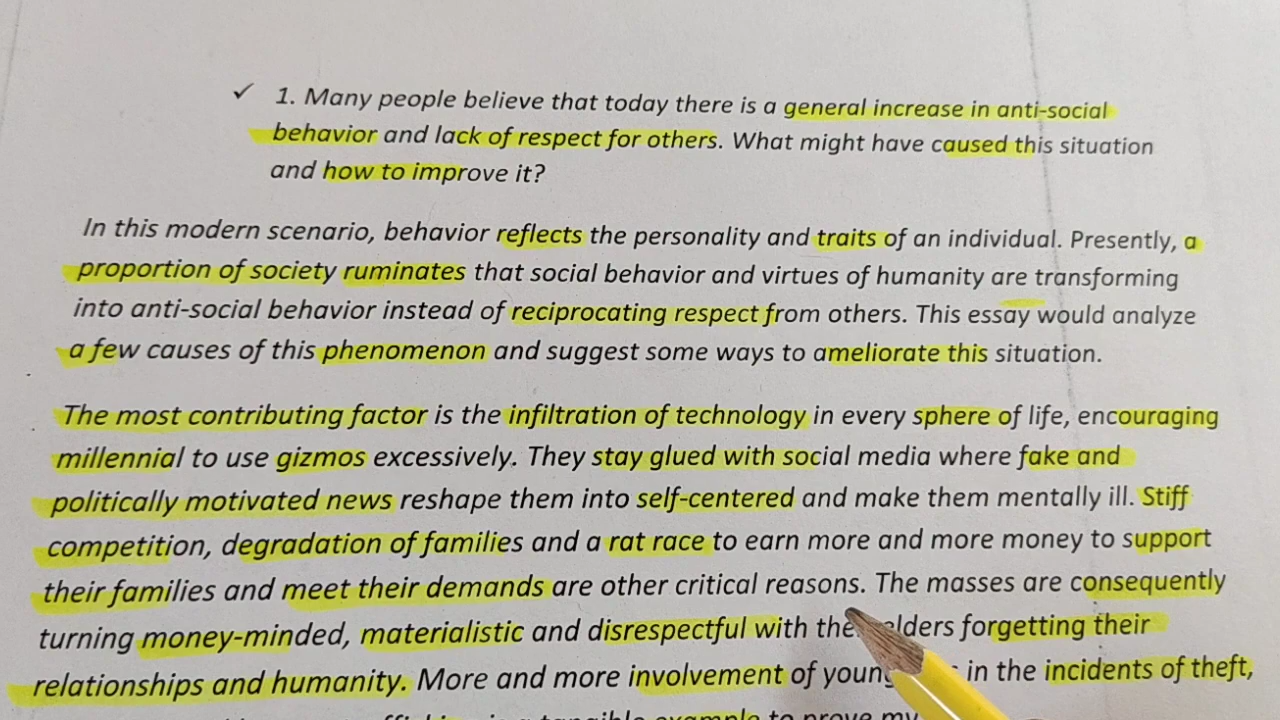 ✓ 1. Many people believe that today there is a general increase in anti-social
behavior and lack of respect for others. What might have caused this situation
and how to improve it?
In this modern scenario, behavior reflects the personality and traits of an individual. Presently, a
proportion of society ruminates that social behavior and virtues of humanity are transforming
into anti-social behavior instead of reciprocating respect from others. This essay would analyze
a few causes of this phenomenon and suggest some ways to ameliorate this situation.
The most contributing factor is the infiltration of technology in every sphere of life, encouraging
millennial to use gizmos excessively. They stay glued with social media where fake and
politically motivated news reshape them into self-centered and make them mentally ill. Stiff
competition, degradation of families and a rat race to earn more and more money to support
their families and meet their demands are other critical reasons. The masses are consequently
turning money-minded, materialistic and disrespectful with elders forgetting their
relationships and humanity. More and more involvement of in the incidents of theft,
is a tangible example to prove my